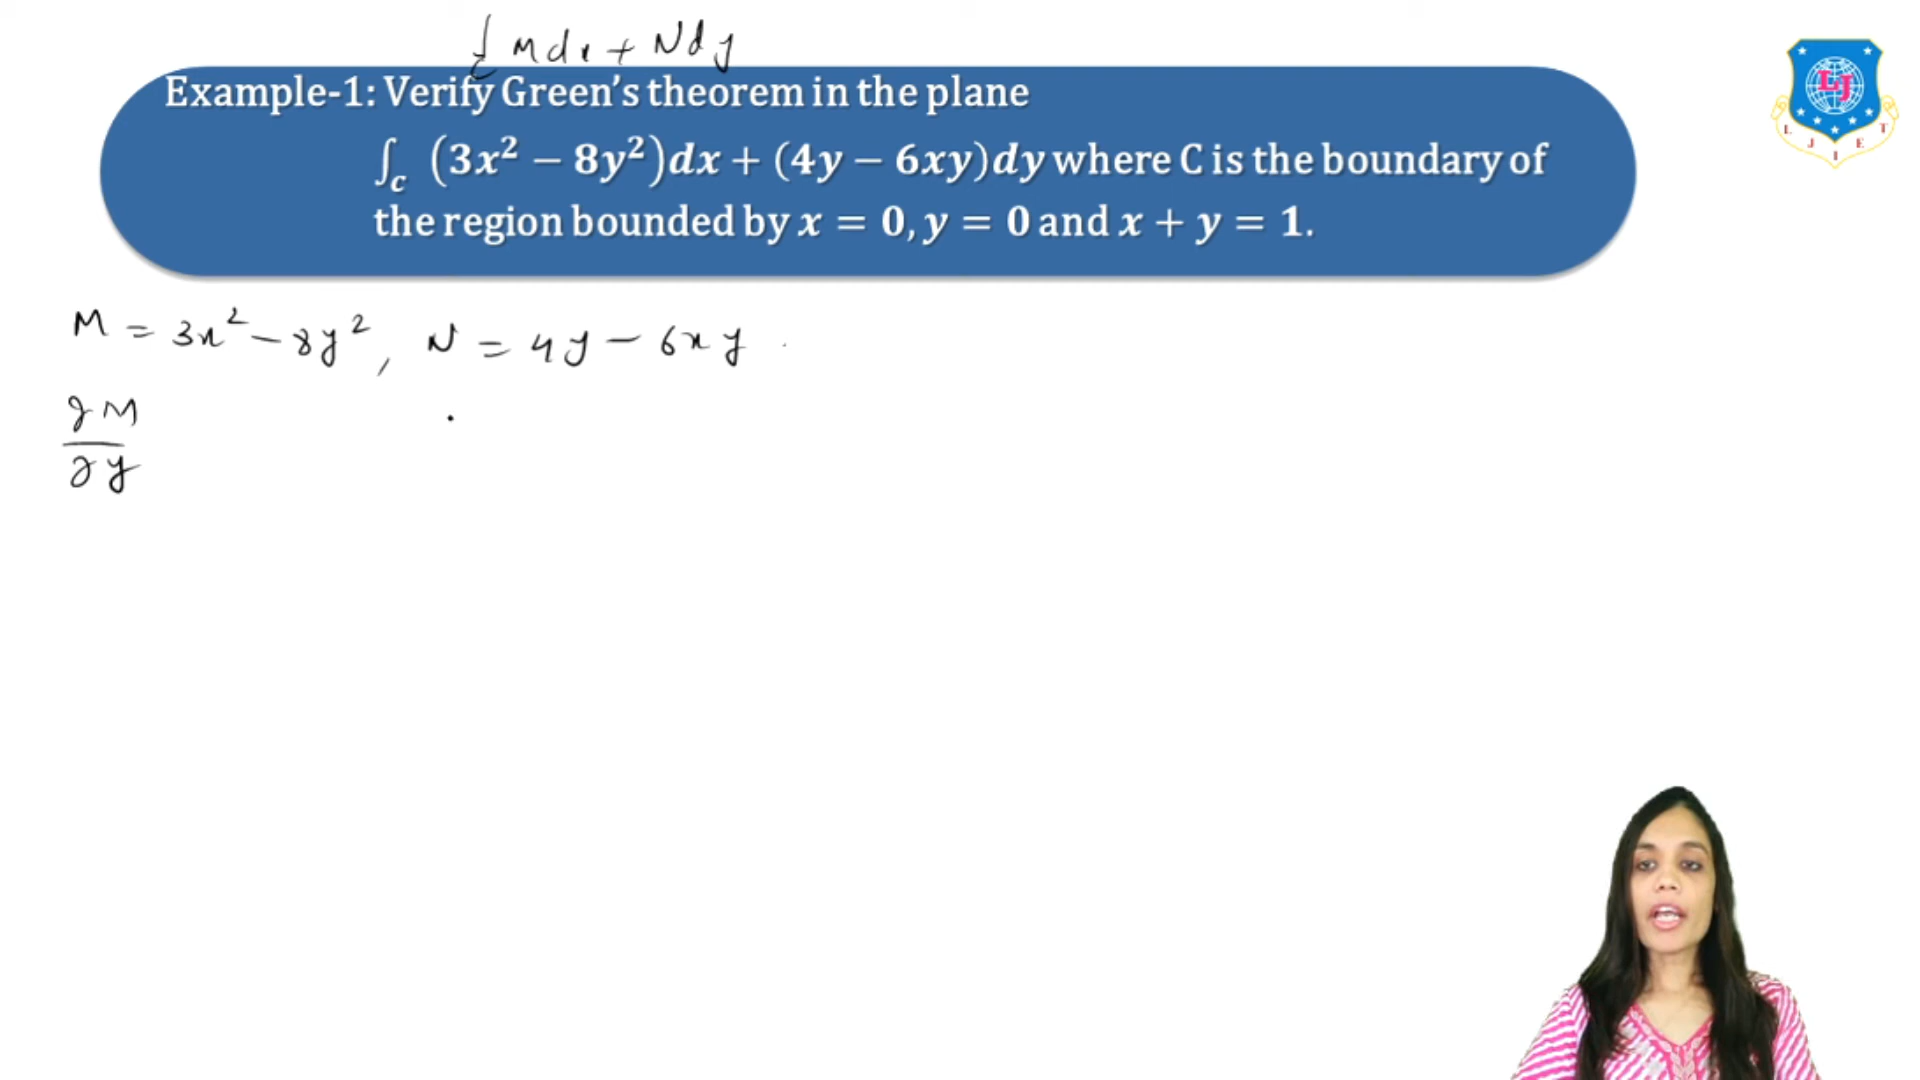 ∫c Mdx + Ndy
Example-1: Verify Green's theorem in the plane
∫c (3x² − 8y²)dx + (4y − 6xy)dy where C is the boundary of
the region bounded by x = 0, y = 0 and x + y = 1.
M = 3x² − 8y², N = 4y − 6xy
∂M
∂y
LJ
L J I E T